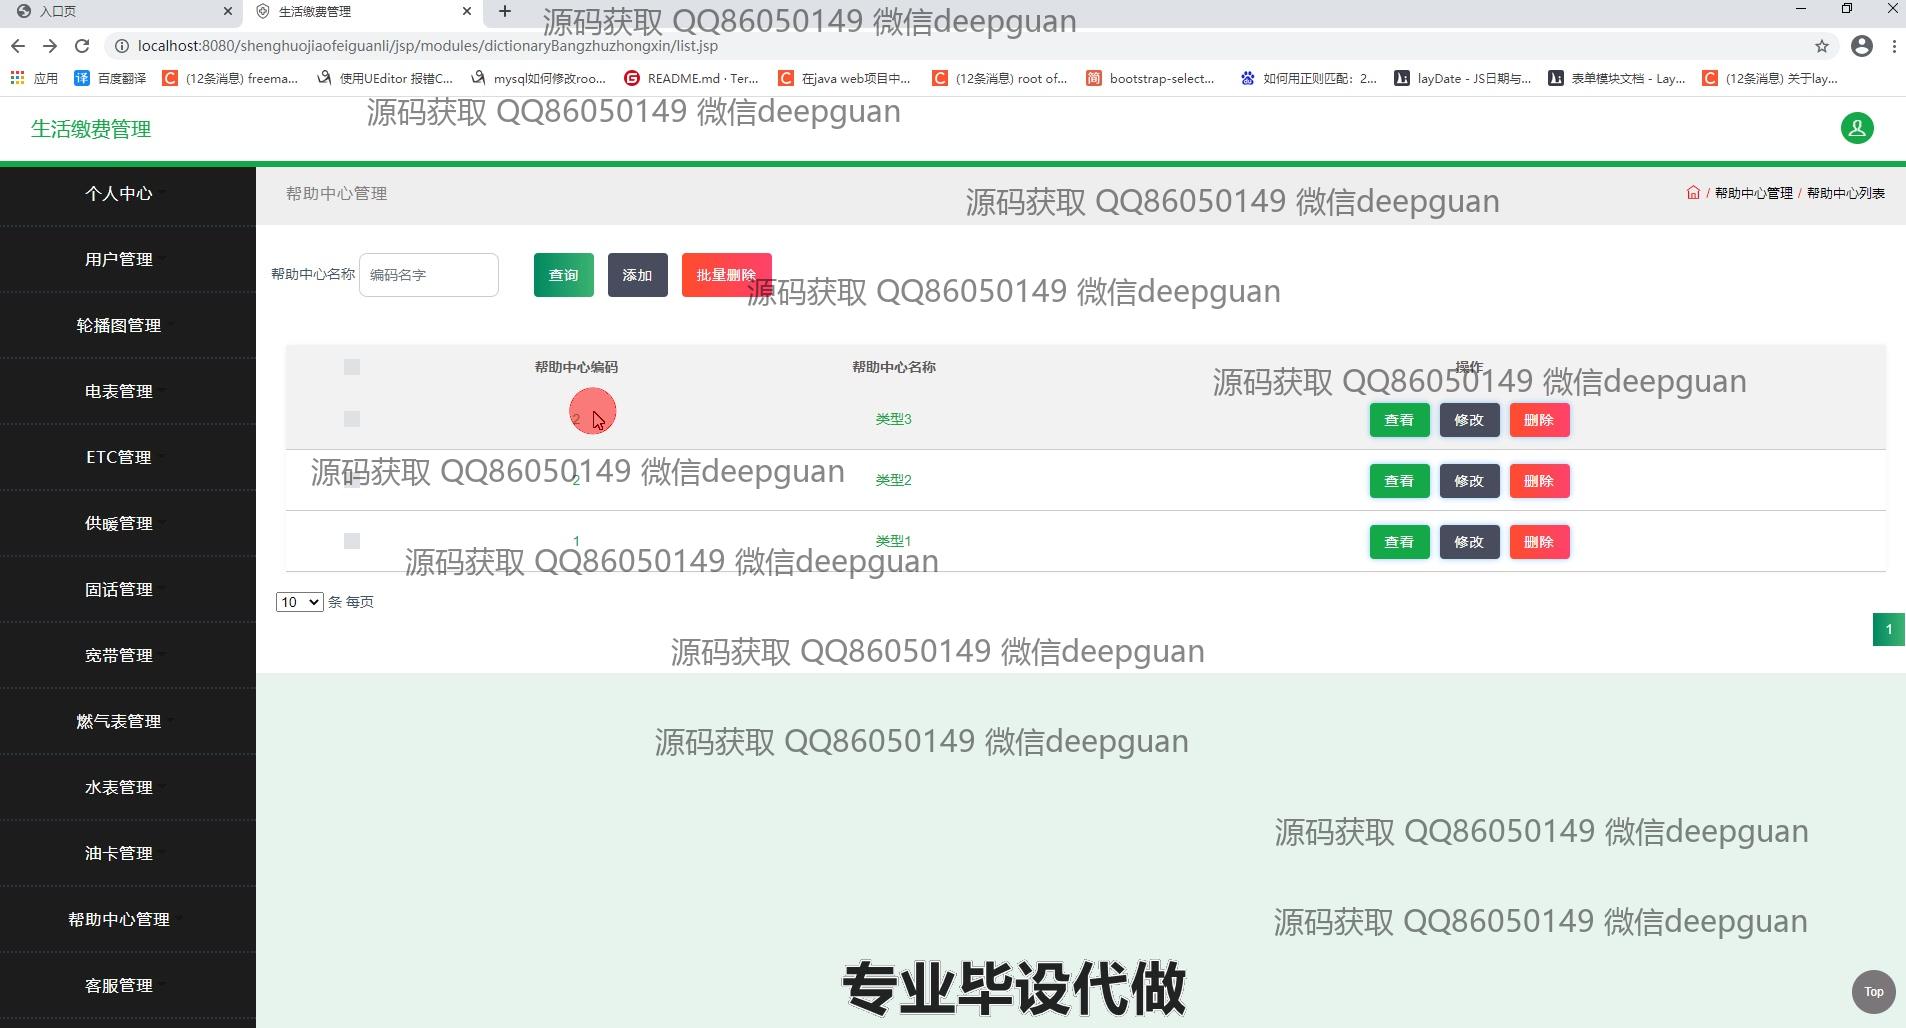 入口页
生活缴费管理
源码获取 QQ86050149 微信deepguan
localhost:8080/shenghuojiaofeiguanli/jsp/modules/dictionaryBangzhuzhongxin/list.jsp
应用
百度翻译
(12条消息) freema...
使用UEditor 报错C...
mysql如何修改roo...
README.md · Ter...
在java web项目中...
(12条消息) root of...
bootstrap-select...
如何用正则匹配：2...
layDate - JS日期与...
表单模块文档 - Lay...
(12条消息) 关于lay...
源码获取 QQ86050149 微信deepguan
生活缴费管理
个人中心
用户管理
轮播图管理
电表管理
ETC管理
供暖管理
固话管理
宽带管理
燃气表管理
水表管理
油卡管理
帮助中心管理
客服管理
帮助中心管理
源码获取 QQ86050149 微信deepguan
/ 帮助中心管理 / 帮助中心列表
帮助中心名称 编码名字 查询 添加 批量删除
源码获取 QQ86050149 微信deepguan
帮助中心编码 帮助中心名称 操作
源码获取 QQ86050149 微信deepguan
2 类型3 查看 修改 删除
源码获取 QQ86050149 微信deepguan
2 类型2 查看 修改 删除
1 类型1 查看 修改 删除
源码获取 QQ86050149 微信deepguan
10 条 每页
1
源码获取 QQ86050149 微信deepguan
源码获取 QQ86050149 微信deepguan
源码获取 QQ86050149 微信deepguan
源码获取 QQ86050149 微信deepguan
专业毕设代做
Top